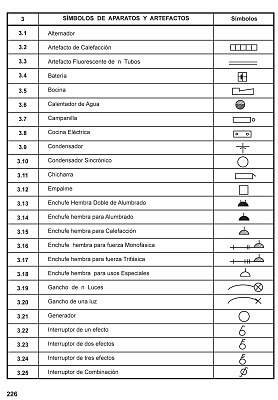 3 SÍMBOLOS DE APARATOS Y ARTEFACTOS Símbolos
3.1 Alternador
3.2 Artefacto de Calefacción
3.3 Artefacto Fluorescente de n Tubos
3.4 Batería
3.5 Bocina
3.6 Calentador de Agua
3.7 Campanilla
3.8 Cocina Eléctrica
3.9 Condensador
3.10 Condensador Sincrónico
3.11 Chicharra
3.12 Empalme
3.13 Enchufe Hembra Doble de Alumbrado
3.14 Enchufe hembra para Alumbrado
3.15 Enchufe hembra para Calefacción
3.16 Enchufe hembra para fuerza Monofásica
3.17 Enchufe hembra para fuerza Trifásica
3.18 Enchufe hembra para usos Especiales
3.19 Gancho de n Luces
3.20 Gancho de una luz
3.21 Generador
3.22 Interruptor de un efecto
3.23 Interruptor de dos efectos
3.24 Interruptor de tres efectos
3.25 Interruptor de Combinación
226